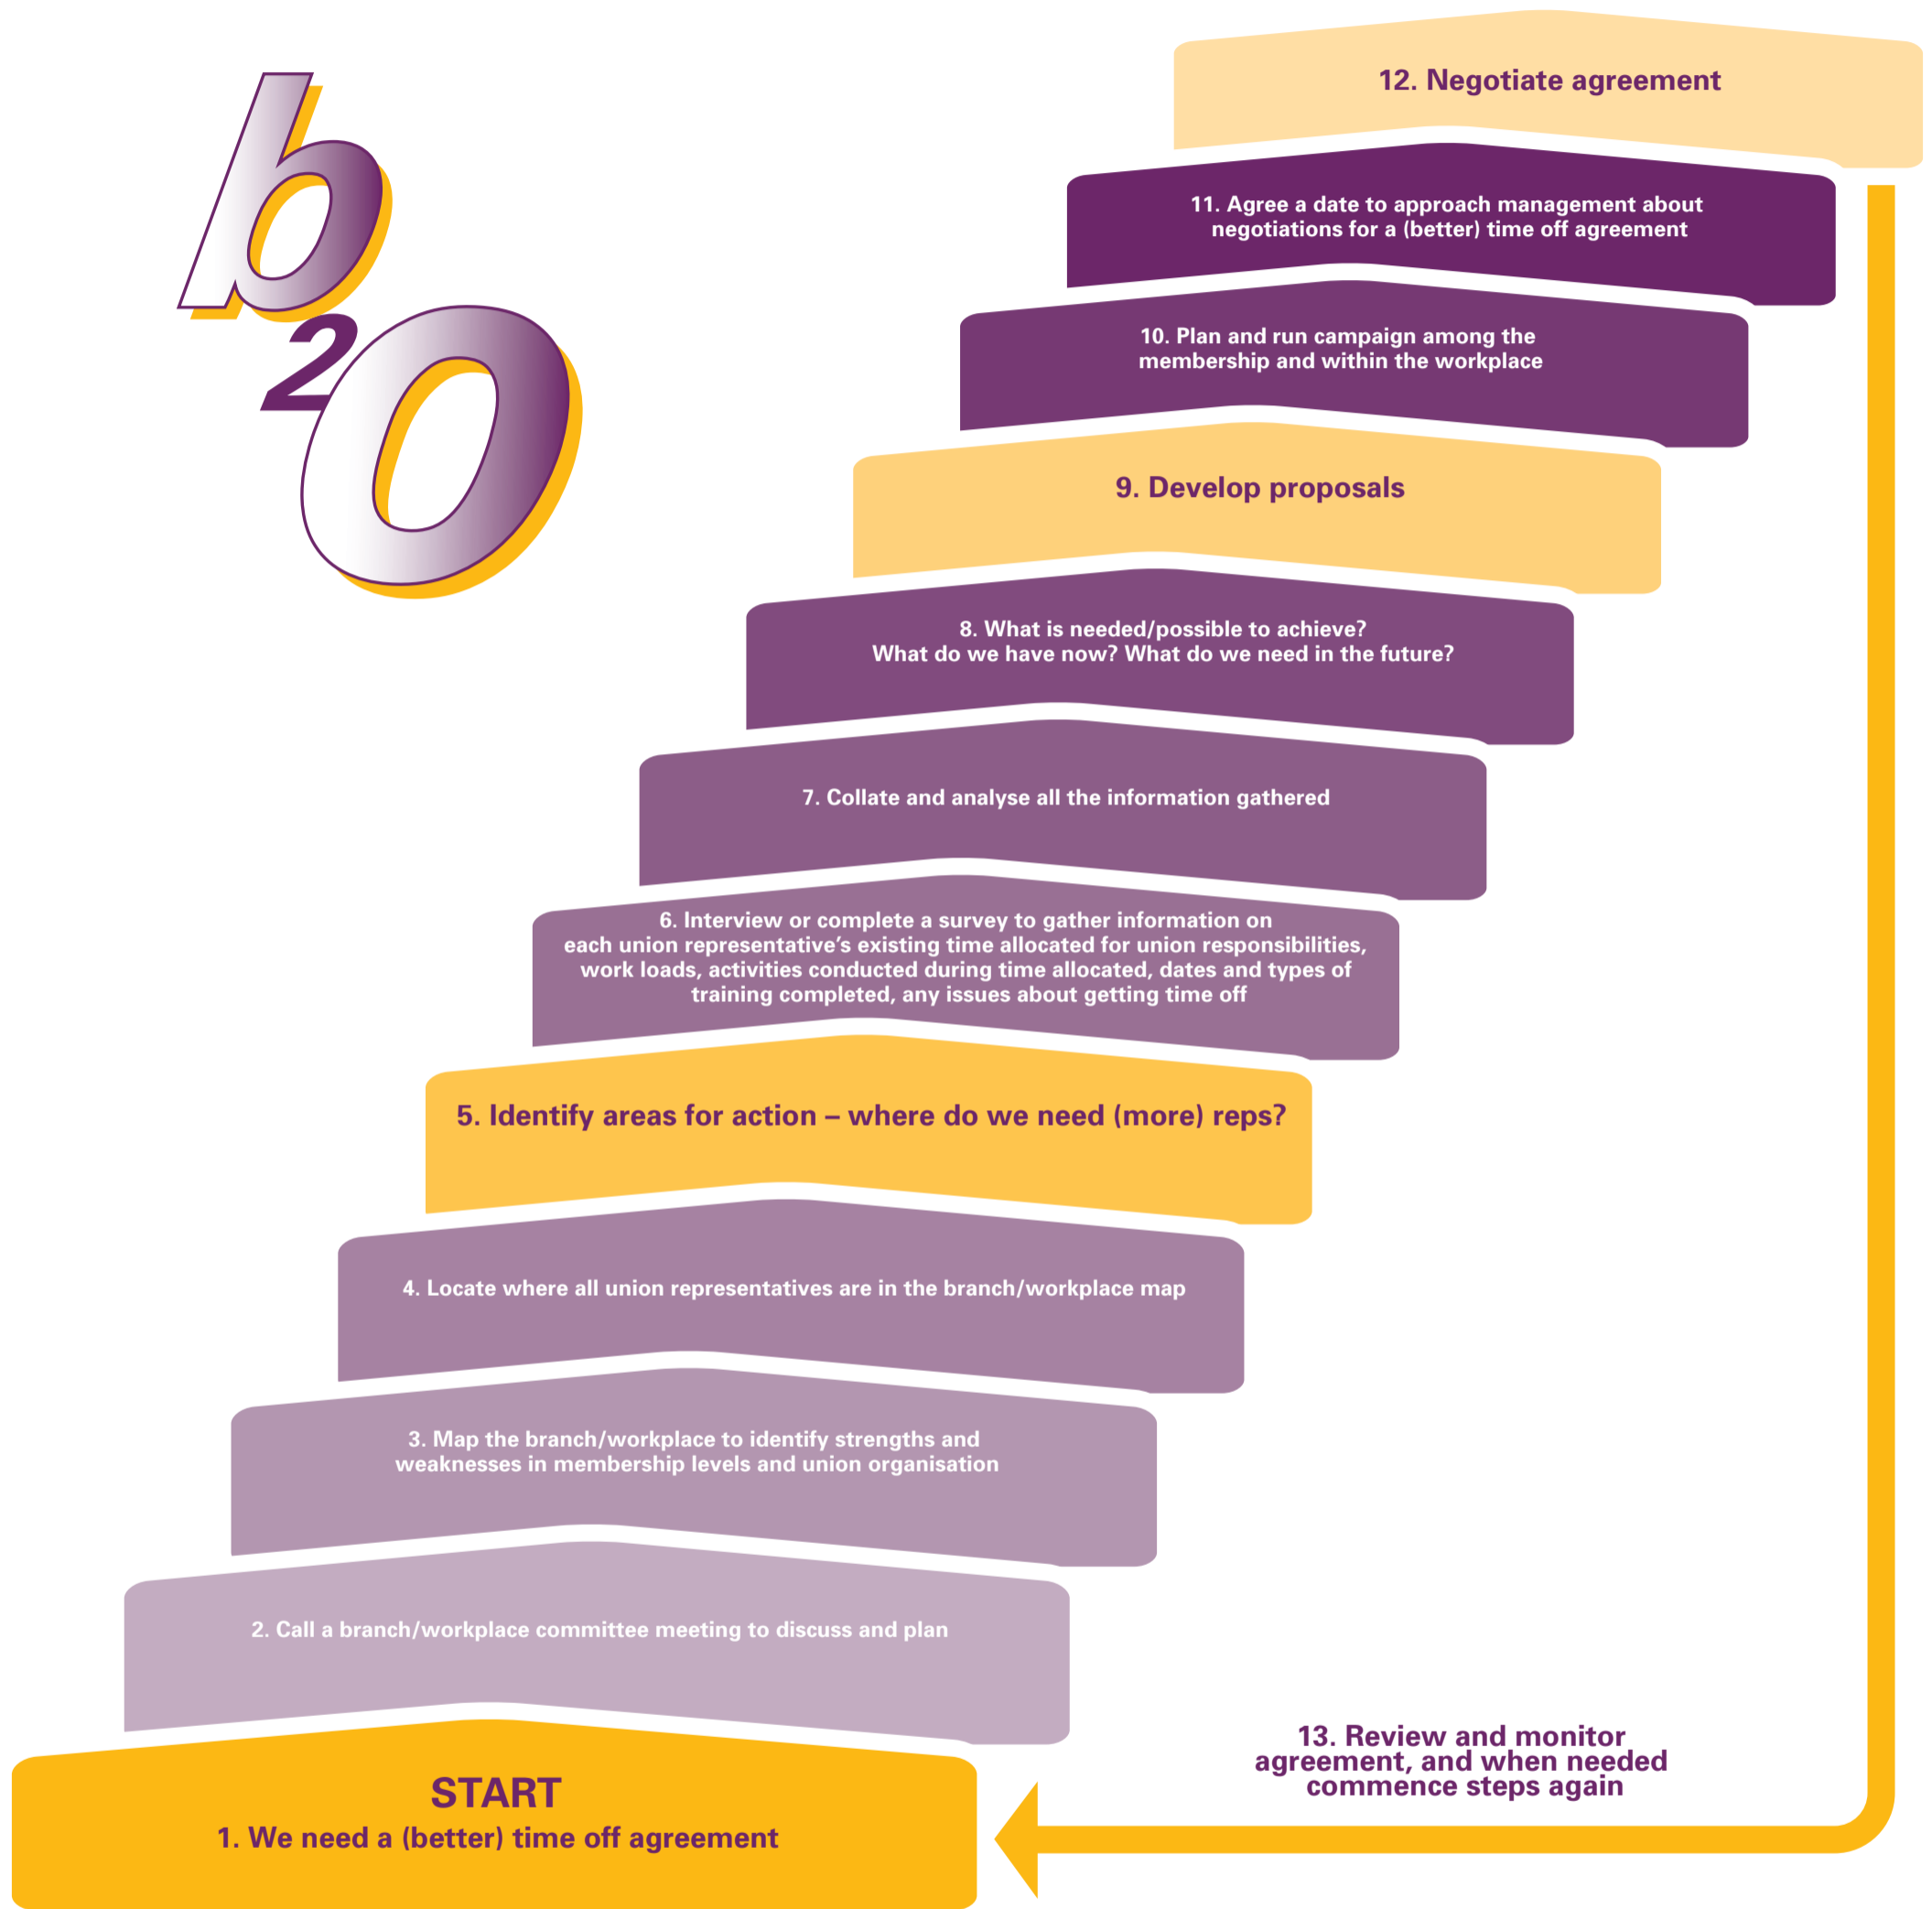 b
2
O
12. Negotiate agreement
11. Agree a date to approach management about
negotiations for a (better) time off agreement
10. Plan and run campaign among the
membership and within the workplace
9. Develop proposals
8. What is needed/possible to achieve?
What do we have now? What do we need in the future?
7. Collate and analyse all the information gathered
6. Interview or complete a survey to gather information on
each union representative’s existing time allocated for union responsibilities,
work loads, activities conducted during time allocated, dates and types of
training completed, any issues about getting time off
5. Identify areas for action – where do we need (more) reps?
4. Locate where all union representatives are in the branch/workplace map
3. Map the branch/workplace to identify strengths and
weaknesses in membership levels and union organisation
2. Call a branch/workplace committee meeting to discuss and plan
START
1. We need a (better) time off agreement
13. Review and monitor
agreement, and when needed
commence steps again